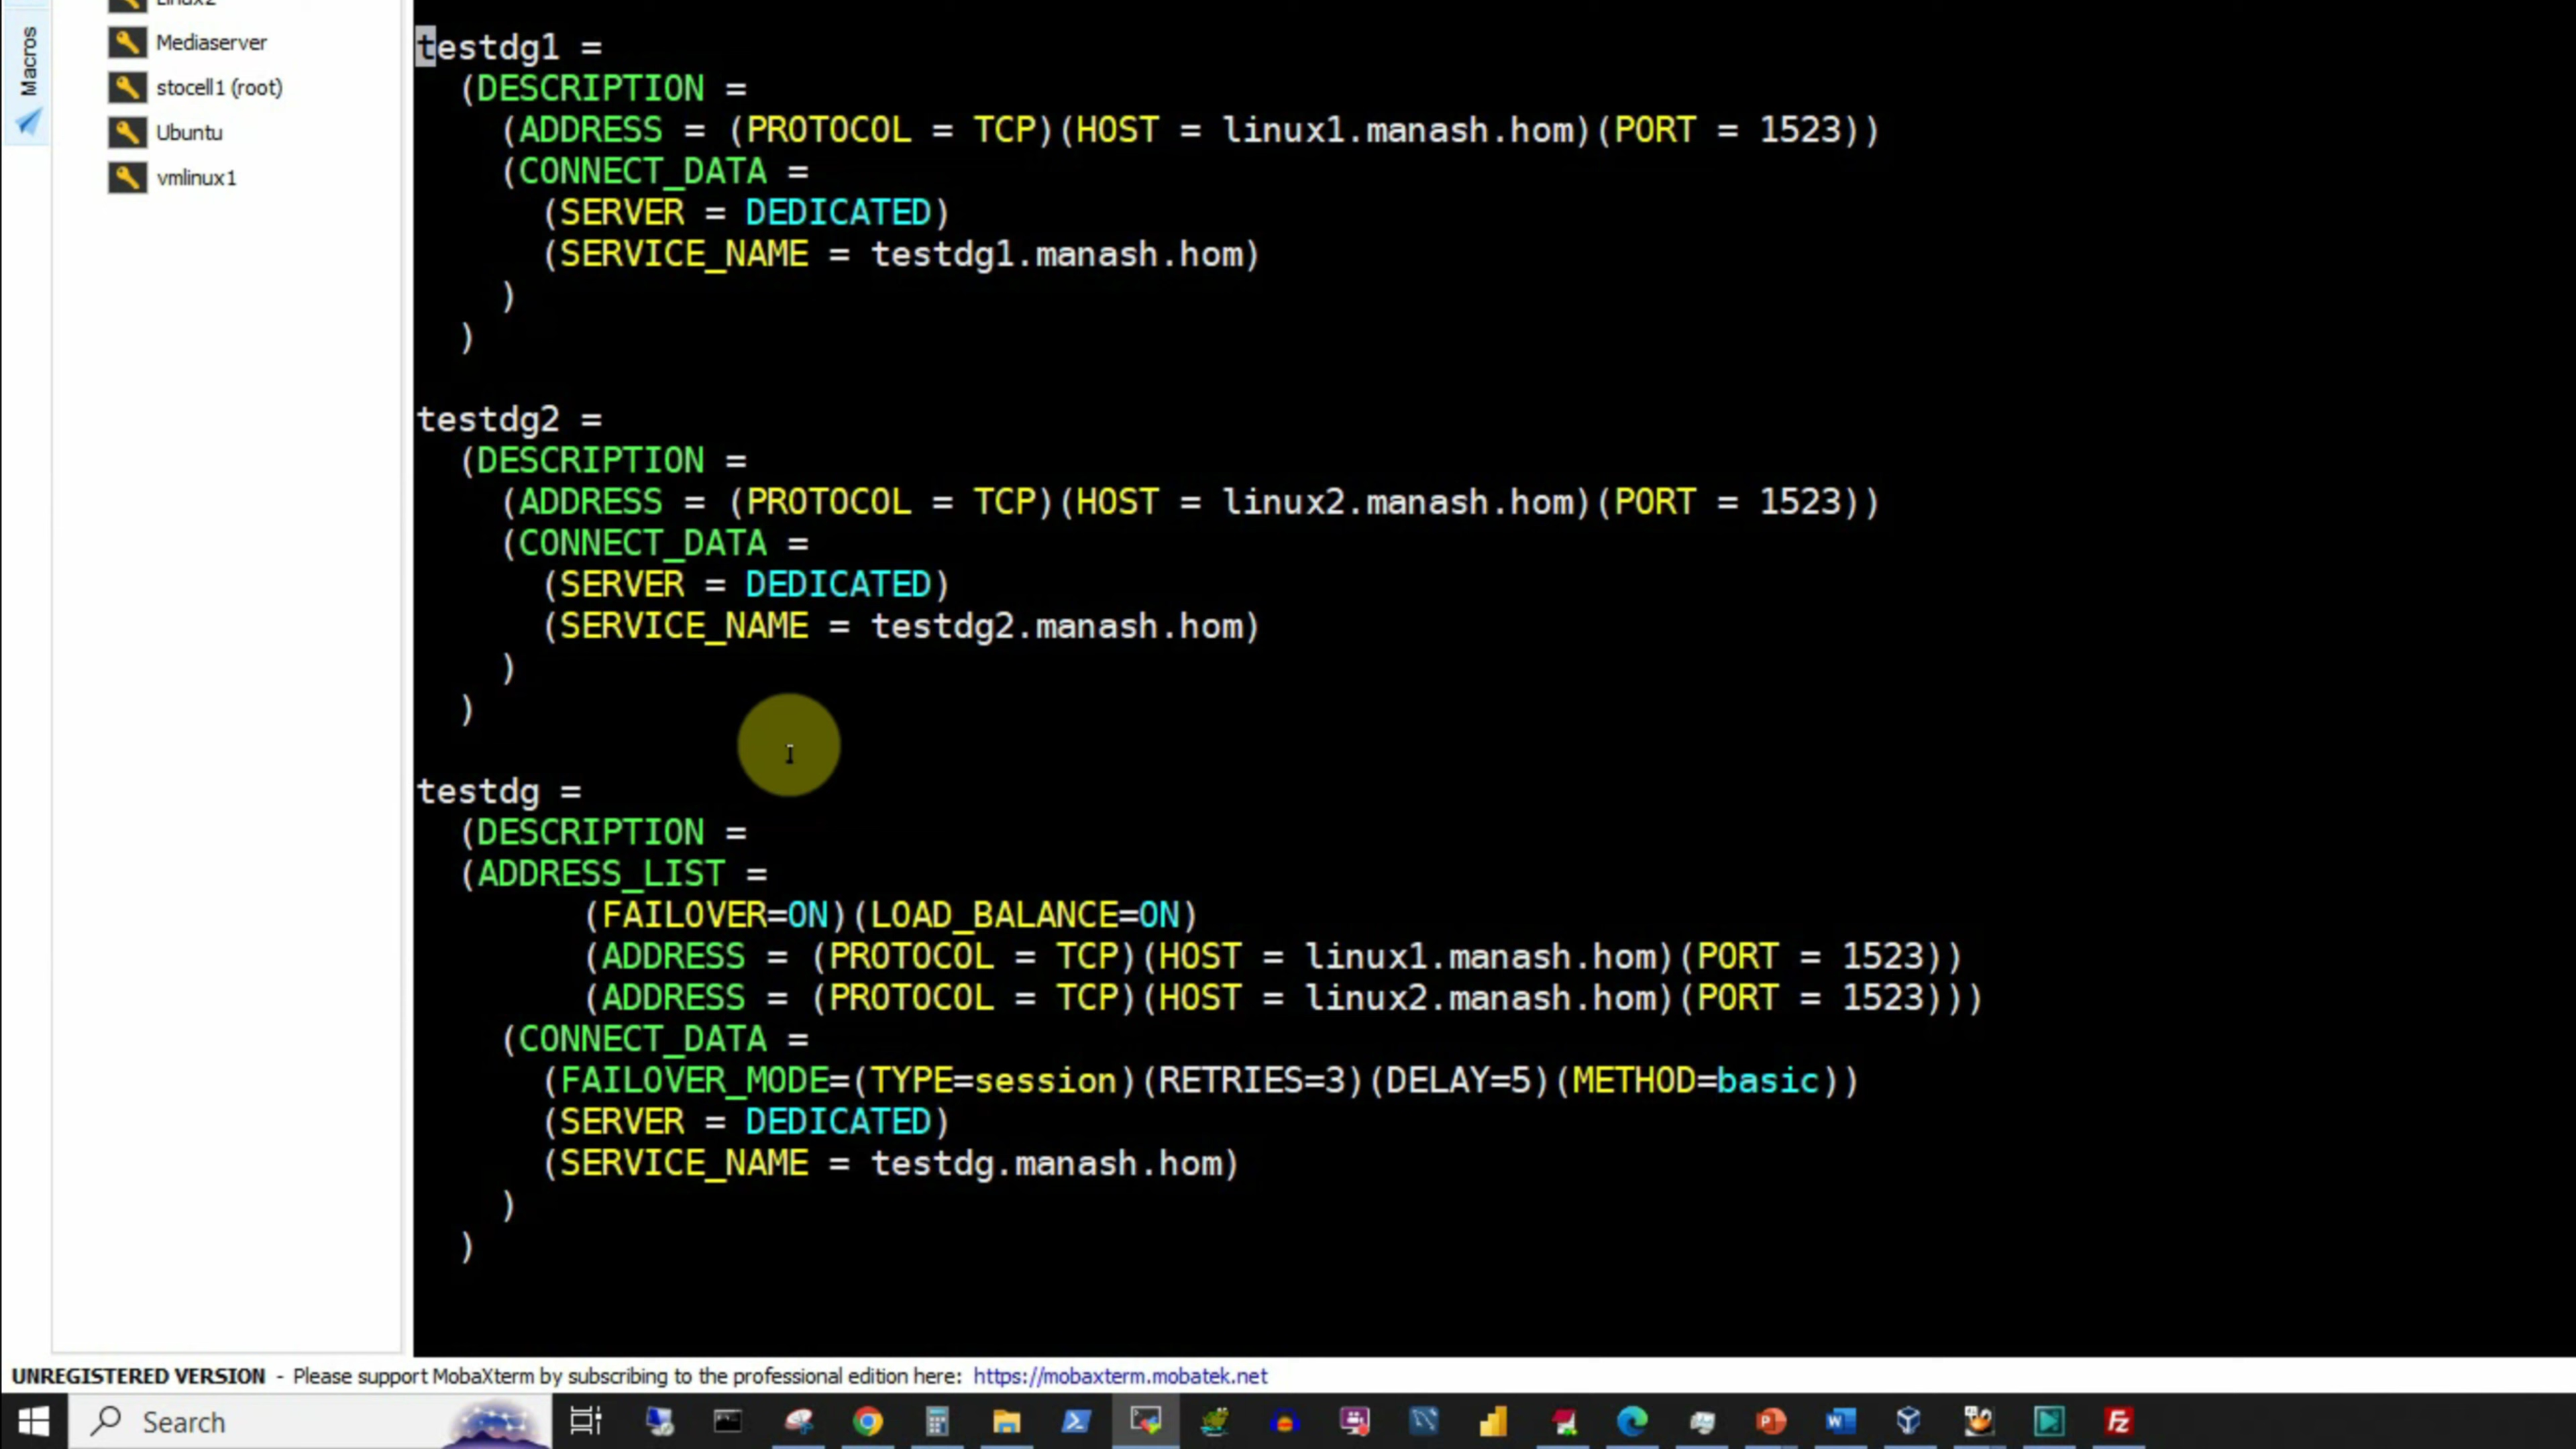 Linux2
Macros
Mediaserver
stocell1 (root)
Ubuntu
vmlinux1
testdg1 =
(DESCRIPTION =
(ADDRESS = (PROTOCOL = TCP)(HOST = linux1.manash.hom)(PORT = 1523))
(CONNECT_DATA =
(SERVER = DEDICATED)
(SERVICE_NAME = testdg1.manash.hom)
)
)
testdg2 =
(DESCRIPTION =
(ADDRESS = (PROTOCOL = TCP)(HOST = linux2.manash.hom)(PORT = 1523))
(CONNECT_DATA =
(SERVER = DEDICATED)
(SERVICE_NAME = testdg2.manash.hom)
)
)
testdg =
(DESCRIPTION =
(ADDRESS_LIST =
(FAILOVER=ON)(LOAD_BALANCE=ON)
(ADDRESS = (PROTOCOL = TCP)(HOST = linux1.manash.hom)(PORT = 1523))
(ADDRESS = (PROTOCOL = TCP)(HOST = linux2.manash.hom)(PORT = 1523)))
(CONNECT_DATA =
(FAILOVER_MODE=(TYPE=session)(RETRIES=3)(DELAY=5)(METHOD=basic))
(SERVER = DEDICATED)
(SERVICE_NAME = testdg.manash.hom)
)
)
UNREGISTERED VERSION - Please support MobaXterm by subscribing to the professional edition here: https://mobaxterm.mobatek.net
Search